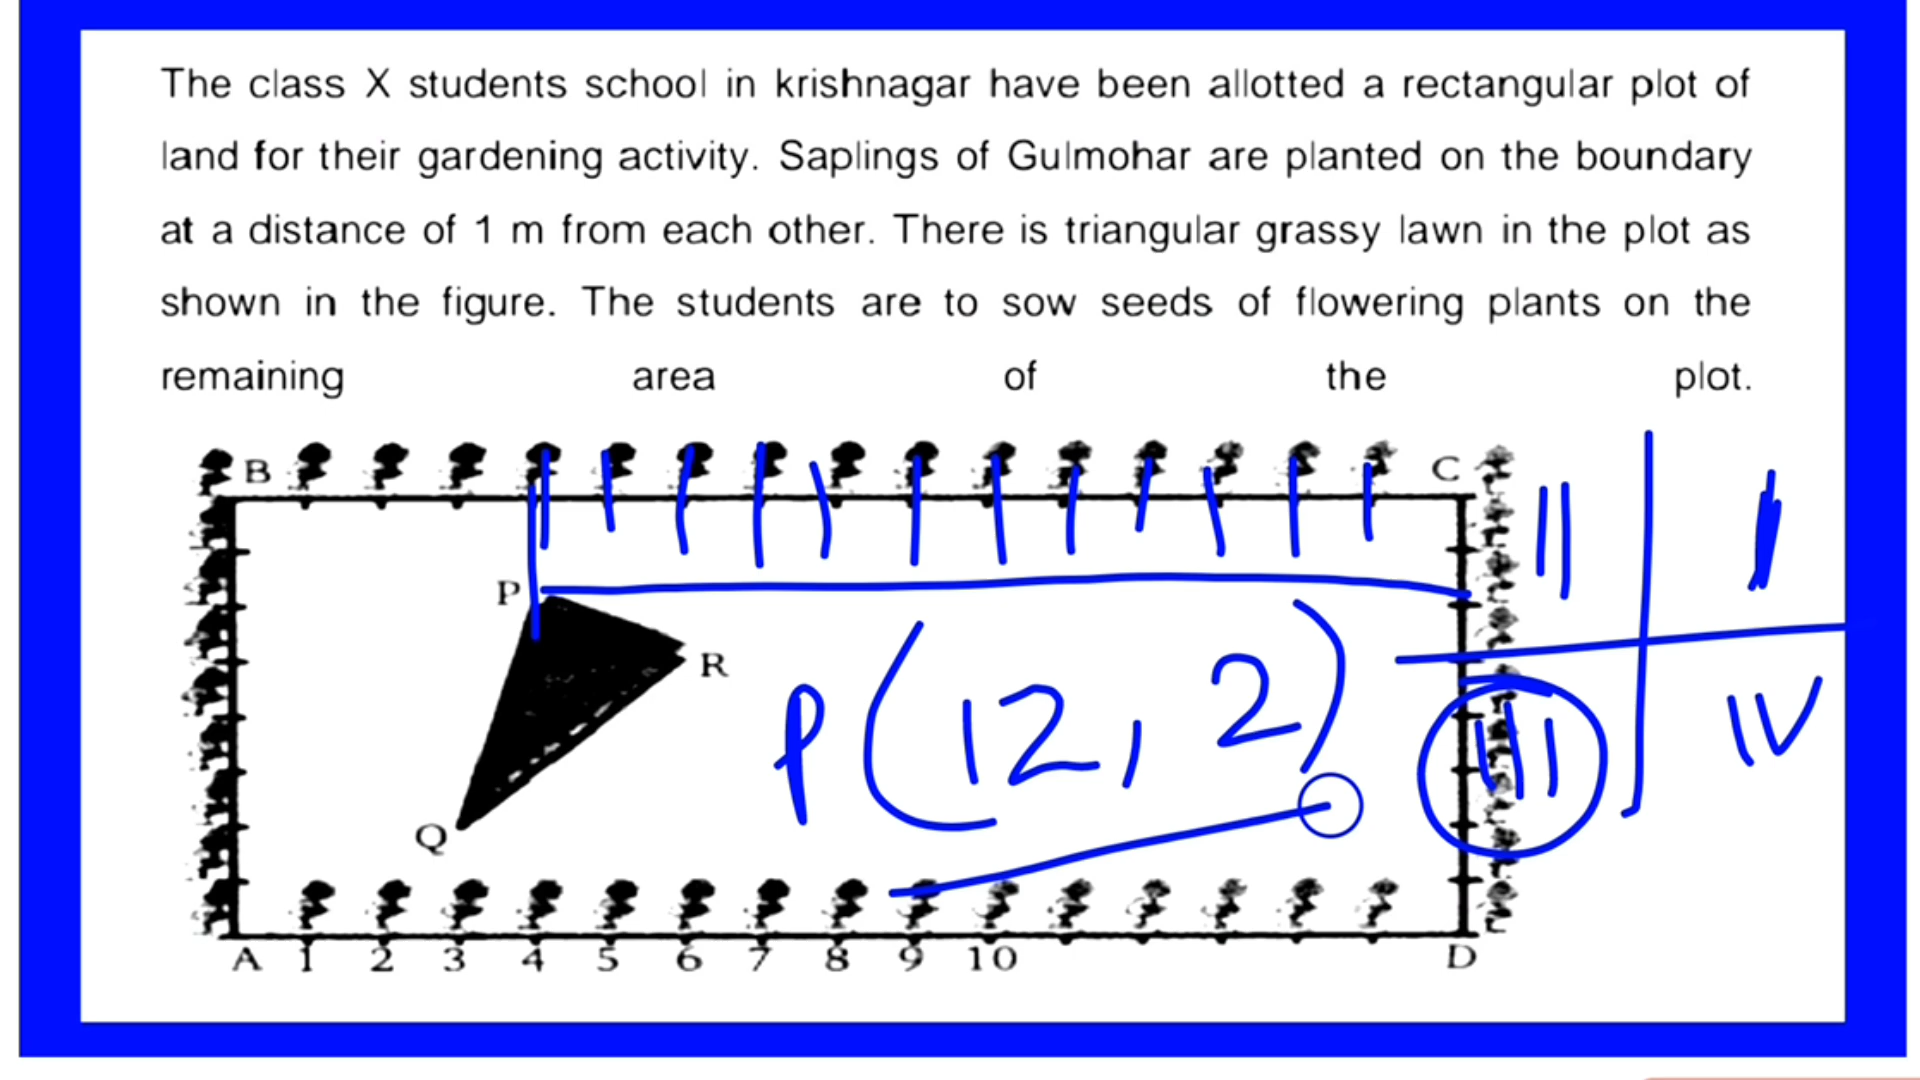 The class X students school in krishnagar have been allotted a rectangular plot of
land for their gardening activity. Saplings of Gulmohar are planted on the boundary
at a distance of 1 m from each other. There is triangular grassy lawn in the plot as
shown in the figure. The students are to sow seeds of flowering plants on the
remaining area of the plot.
B C
II I
P
R
P(12, 2)
III IV
Q
A 1 2 3 4 5 6 7 8 9 10 D